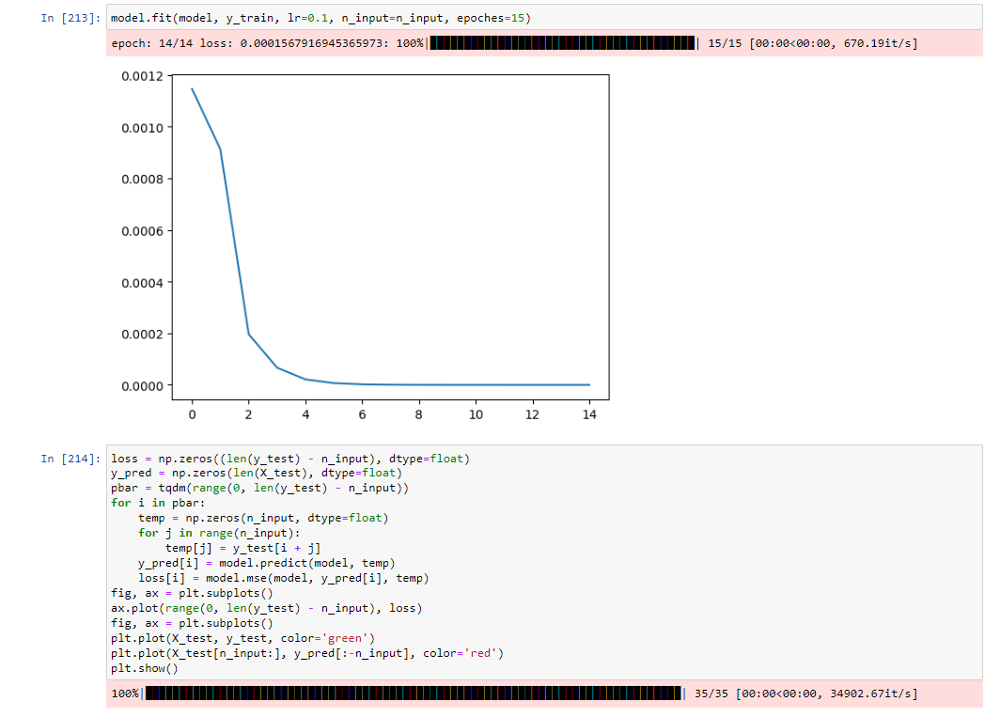 In [213]: model.fit(model, y_train, lr=0.1, n_input=n_input, epoches=15)
epoch: 14/14 loss: 0.0001567916945365973: 100%| | 15/15 [00:00<00:00, 670.19it/s]
0.0012
0.0010
0.0008
0.0006
0.0004
0.0002
0.0000
0 2 4 6 8 10 12 14
In [214]: loss = np.zeros((len(y_test) - n_input), dtype=float)
y_pred = np.zeros(len(X_test), dtype=float)
pbar = tqdm(range(0, len(y_test) - n_input))
for i in pbar:
    temp = np.zeros(n_input, dtype=float)
    for j in range(n_input):
        temp[j] = y_test[i + j]
    y_pred[i] = model.predict(model, temp)
    loss[i] = model.mse(model, y_pred[i], temp)
fig, ax = plt.subplots()
ax.plot(range(0, len(y_test) - n_input), loss)
fig, ax = plt.subplots()
plt.plot(X_test, y_test, color='green')
plt.plot(X_test[n_input:], y_pred[:-n_input], color='red')
plt.show()
100%| | 35/35 [00:00<00:00, 34902.67it/s]